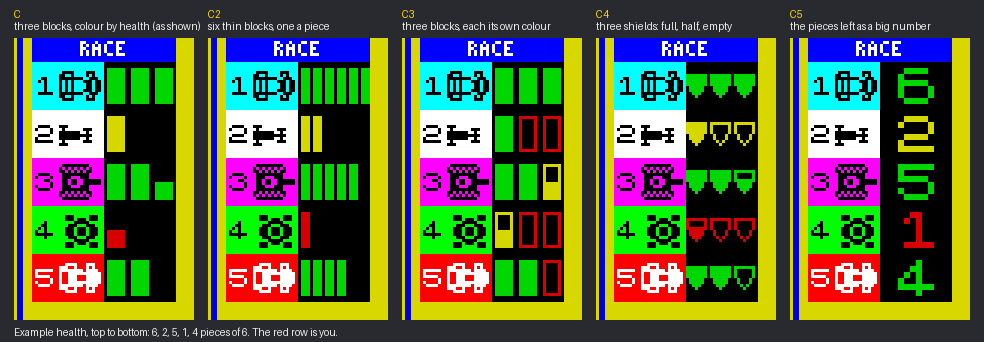 C
three blocks, colour by health (as shown)
RACE
1
2
3
4
5
C2
six thin blocks, one a piece
RACE
1
2
3
4
5
C3
three blocks, each its own colour
RACE
1
2
3
4
5
C4
three shields: full, half, empty
RACE
1
2
3
4
5
C5
the pieces left as a big number
RACE
1 6
2 2
3 5
4 1
5 4
Example health, top to bottom: 6, 2, 5, 1, 4 pieces of 6. The red row is you.